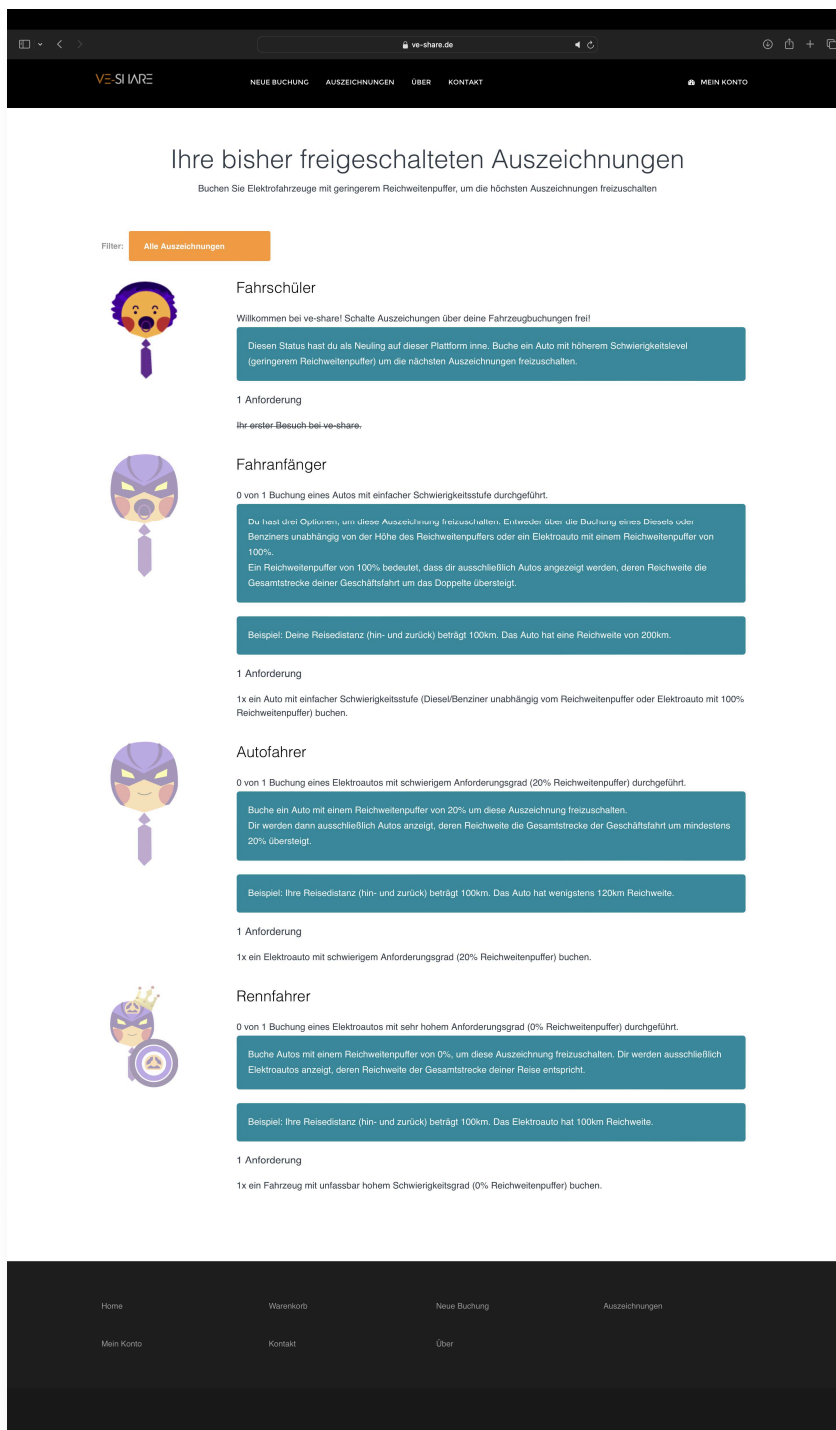 ve-share.de
VE-SHARE
NEUE BUCHUNG AUSZEICHNUNGEN ÜBER KONTAKT MEIN KONTO
Ihre bisher freigeschalteten Auszeichnungen
Buchen Sie Elektrofahrzeuge mit geringerem Reichweitenpuffer, um die höchsten Auszeichnungen freizuschalten
Filter: Alle Auszeichnungen
Fahrschüler
Willkommen bei ve-share! Schalte Auszeichungen über deine Fahrzeugbuchungen frei!
Diesen Status hast du als Neuling auf dieser Plattform inne. Buche ein Auto mit höherem Schwierigkeitslevel
(geringerem Reichweitenpuffer) um die nächsten Auszeichnungen freizuschalten.
1 Anforderung
Ihr erster Besuch bei ve-share.
Fahranfänger
0 von 1 Buchung eines Autos mit einfacher Schwierigkeitsstufe durchgeführt.
Du hast drei Optionen, um diese Auszeichnung freizuschalten. Entweder über die Buchung eines Diesels oder
Benziners unabhängig von der Höhe des Reichweitenpuffers oder ein Elektroauto mit einem Reichweitenpuffer von
100%.
Ein Reichweitenpuffer von 100% bedeutet, dass dir ausschließlich Autos angezeigt werden, deren Reichweite die
Gesamtstrecke deiner Geschäftsfahrt um das Doppelte übersteigt.
Beispiel: Deine Reisedistanz (hin- und zurück) beträgt 100km. Das Auto hat eine Reichweite von 200km.
1 Anforderung
1x ein Auto mit einfacher Schwierigkeitsstufe (Diesel/Benziner unabhängig vom Reichweitenpuffer oder Elektroauto mit 100%
Reichweitenpuffer) buchen.
Autofahrer
0 von 1 Buchung eines Elektroautos mit schwierigem Anforderungsgrad (20% Reichweitenpuffer) durchgeführt.
Buche ein Auto mit einem Reichweitenpuffer von 20% um diese Auszeichnung freizuschalten.
Dir werden dann ausschließlich Autos anzeigt, deren Reichweite die Gesamtstrecke der Geschäftsfahrt um mindestens
20% übersteigt.
Beispiel: Ihre Reisedistanz (hin- und zurück) beträgt 100km. Das Auto hat wenigstens 120km Reichweite.
1 Anforderung
1x ein Elektroauto mit schwierigem Anforderungsgrad (20% Reichweitenpuffer) buchen.
Rennfahrer
0 von 1 Buchung eines Elektroautos mit sehr hohem Anforderungsgrad (0% Reichweitenpuffer) durchgeführt.
Buche Autos mit einem Reichweitenpuffer von 0%, um diese Auszeichnung freizuschalten. Dir werden ausschließlich
Elektroautos anzeigt, deren Reichweite der Gesamtstrecke deiner Reise entspricht.
Beispiel: Ihre Reisedistanz (hin- und zurück) beträgt 100km. Das Elektroauto hat 100km Reichweite.
1 Anforderung
1x ein Fahrzeug mit unfassbar hohem Schwierigkeitsgrad (0% Reichweitenpuffer) buchen.
Home Warenkorb Neue Buchung Auszeichnungen
Mein Konto Kontakt Über